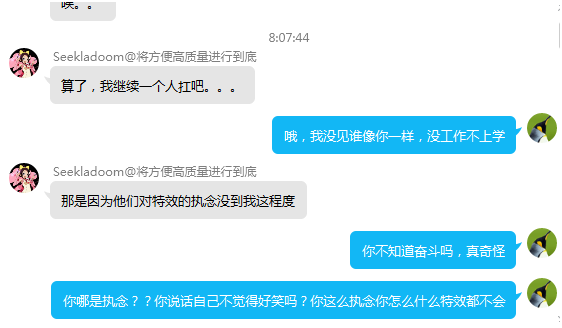 唉。。
8:07:44
Seekladoom@将方便高质量进行到底
算了，我继续一个人扛吧。。。
哦，我没见谁像你一样，没工作不上学
Seekladoom@将方便高质量进行到底
那是因为他们对特效的执念没到我这程度
你不知道奋斗吗，真奇怪
你哪是执念？？你说话自己不觉得好笑吗？你这么执念你怎么什么特效都不会